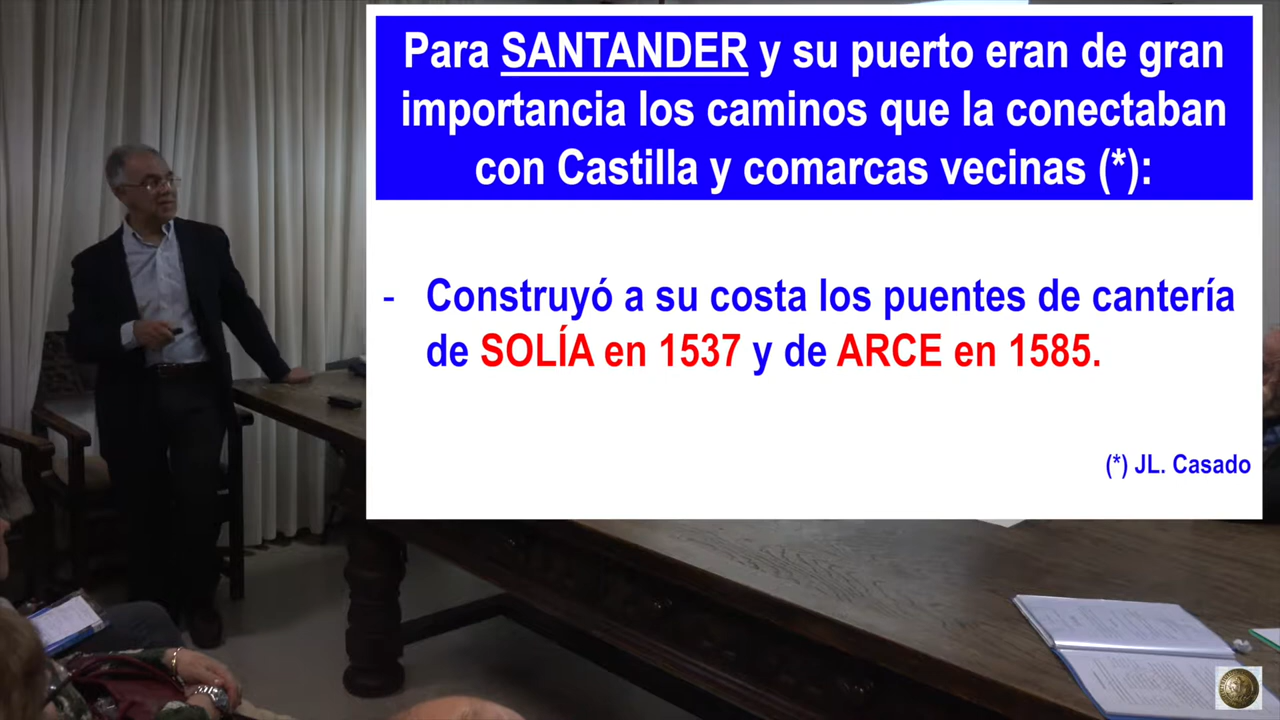 Para SANTANDER y su puerto eran de gran
importancia los caminos que la conectaban
con Castilla y comarcas vecinas (*):
- Construyó a su costa los puentes de cantería
de SOLÍA en 1537 y de ARCE en 1585.
(*) JL. Casado